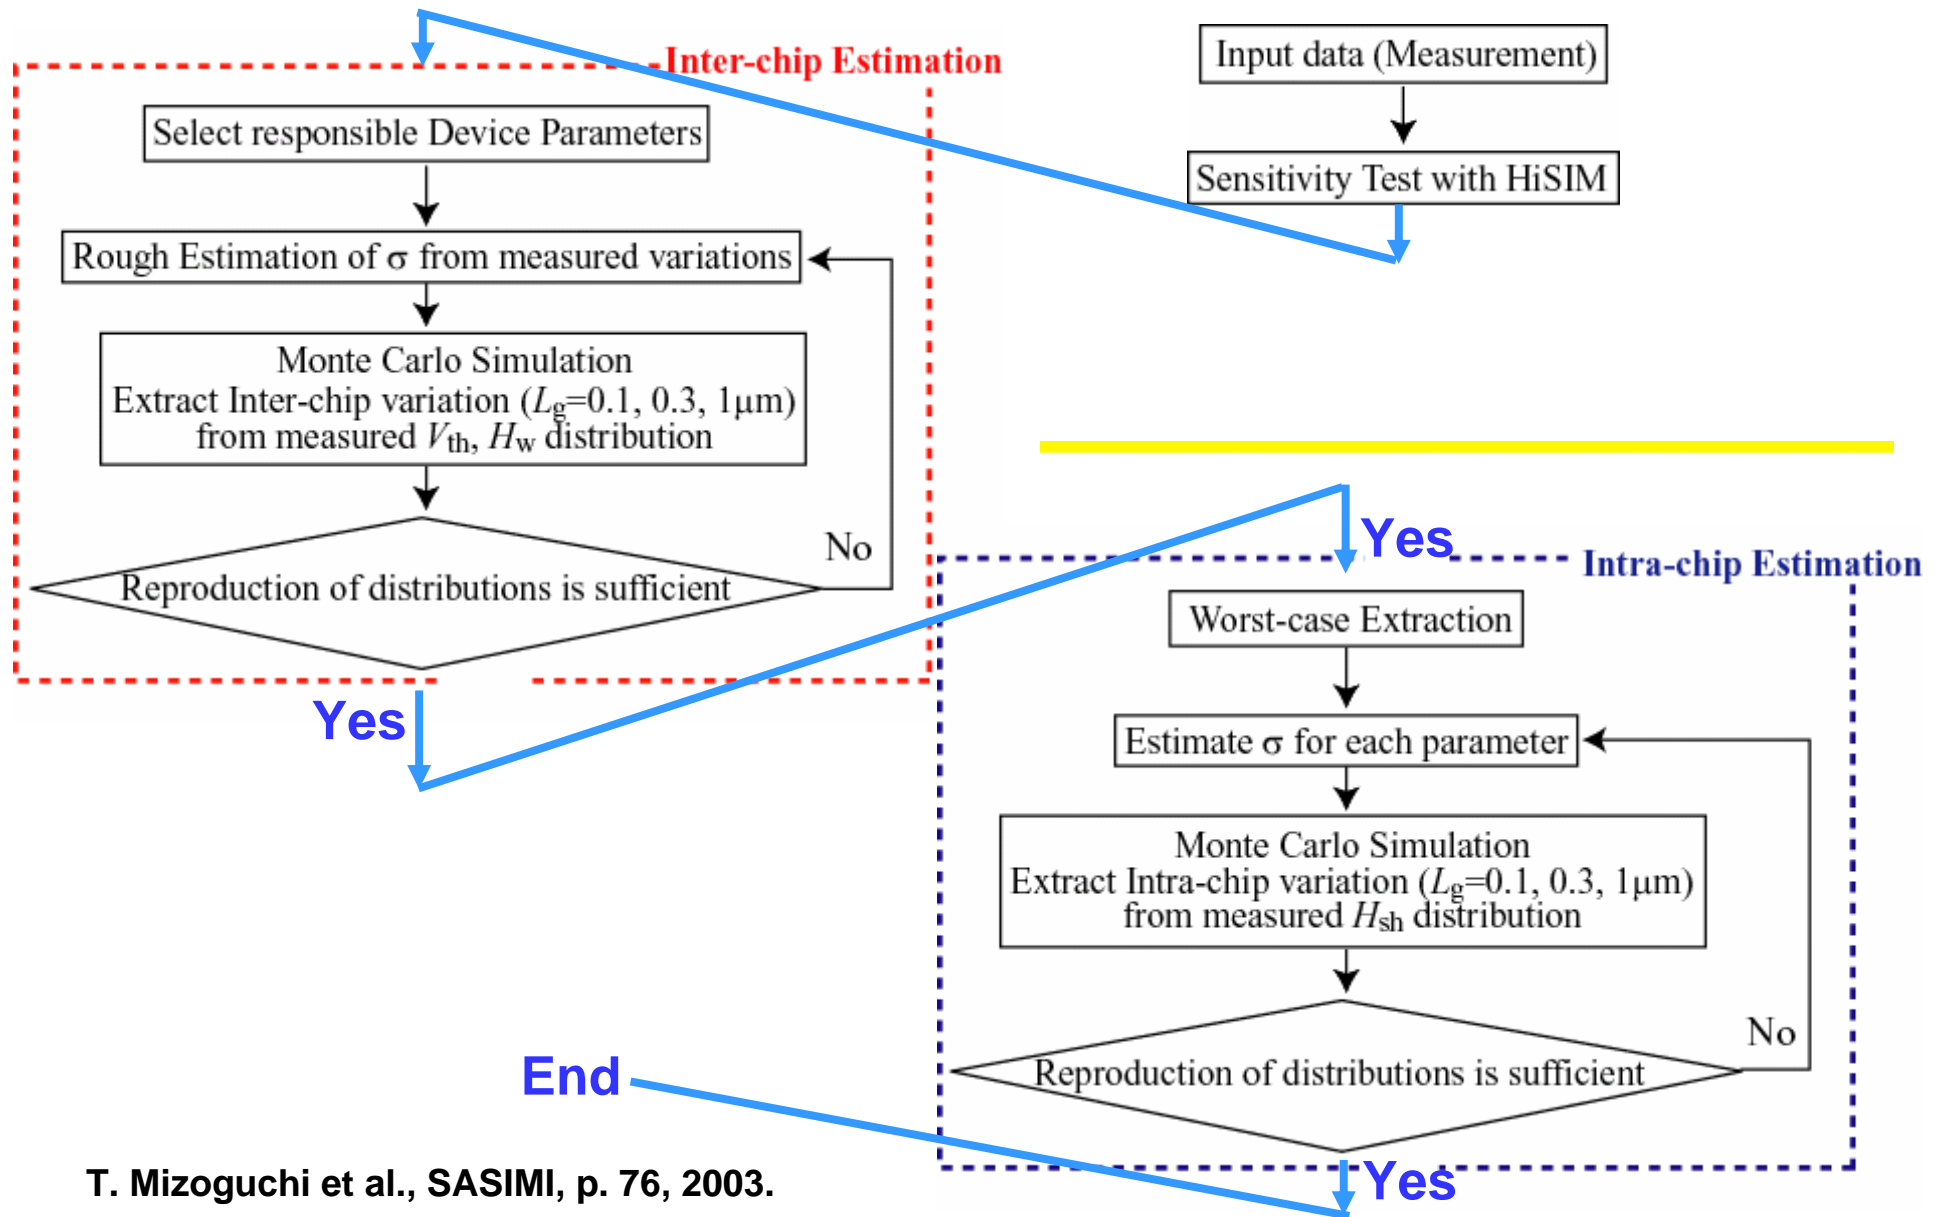 Input data (Measurement)
Sensitivity Test with HiSIM
Inter-chip Estimation
Select responsible Device Parameters
Rough Estimation of σ from measured variations
Monte Carlo Simulation
Extract Inter-chip variation (Lg=0.1, 0.3, 1μm)
from measured Vth, Hw distribution
Reproduction of distributions is sufficient
No
Yes
Yes
Intra-chip Estimation
Worst-case Extraction
Estimate σ for each parameter
Monte Carlo Simulation
Extract Intra-chip variation (Lg=0.1, 0.3, 1μm)
from measured Hsh distribution
Reproduction of distributions is sufficient
No
Yes
End
T. Mizoguchi et al., SASIMI, p. 76, 2003.